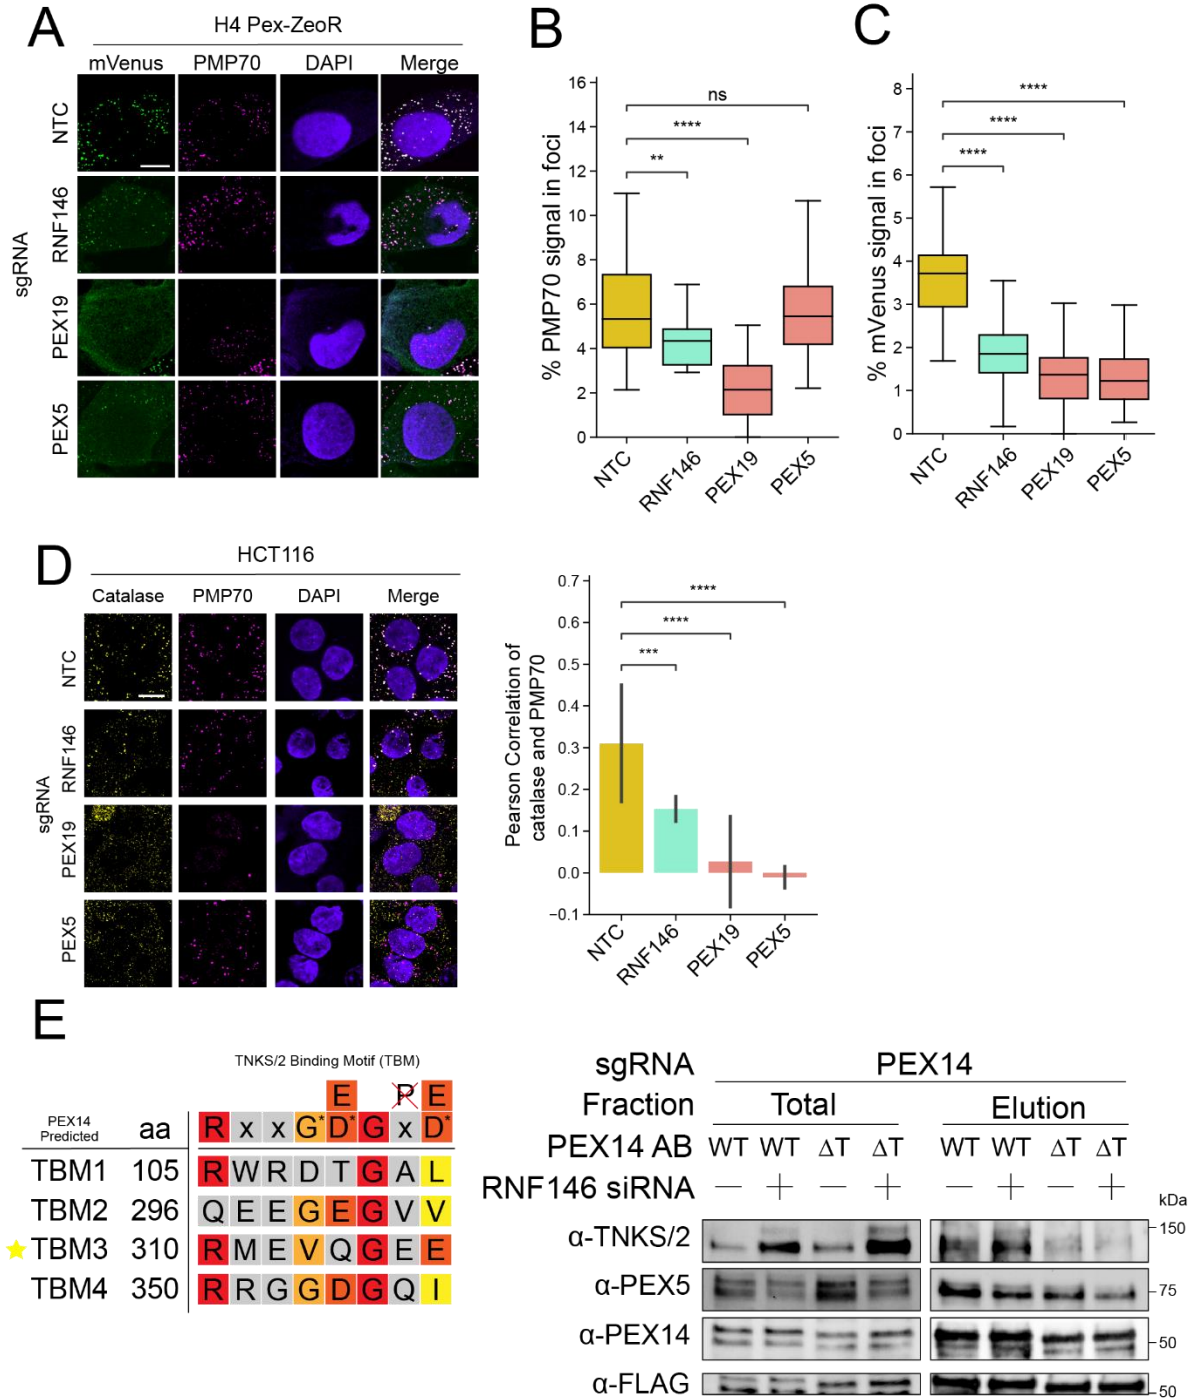 A
H4 Pex-ZeoR
mVenus PMP70 DAPI Merge
sgRNA
NTC
RNF146
PEX19
PEX5
B
% PMP70 signal in foci
16
14
12
10
8
6
4
2
0
ns
****
**
NTC RNF146 PEX19 PEX5
C
% mVenus signal in foci
8
7
6
5
4
3
2
1
0
****
****
****
NTC RNF146 PEX19 PEX5
D
HCT116
Catalase PMP70 DAPI Merge
sgRNA
NTC
RNF146
PEX19
PEX5
Pearson Correlation of
catalase and PMP70
0.7
0.6
0.5
0.4
0.3
0.2
0.1
0.0
−0.1
****
****
***
NTC RNF146 PEX19 PEX5
E
TNKS/2 Binding Motif (TBM)
E P E
PEX14
Predicted
aa R x x G* D* G x D*
TBM1 105 R W R D T G A L
TBM2 296 Q E E G E G V V
TBM3 310 R M E V Q G E E
TBM4 350 R R G G D G Q I
sgRNA PEX14
Fraction Total Elution
PEX14 AB WT WT ΔT ΔT WT WT ΔT ΔT
RNF146 siRNA — + — + — + — +
kDa
α-TNKS/2 150
α-PEX5 75
α-PEX14 50
α-FLAG 50